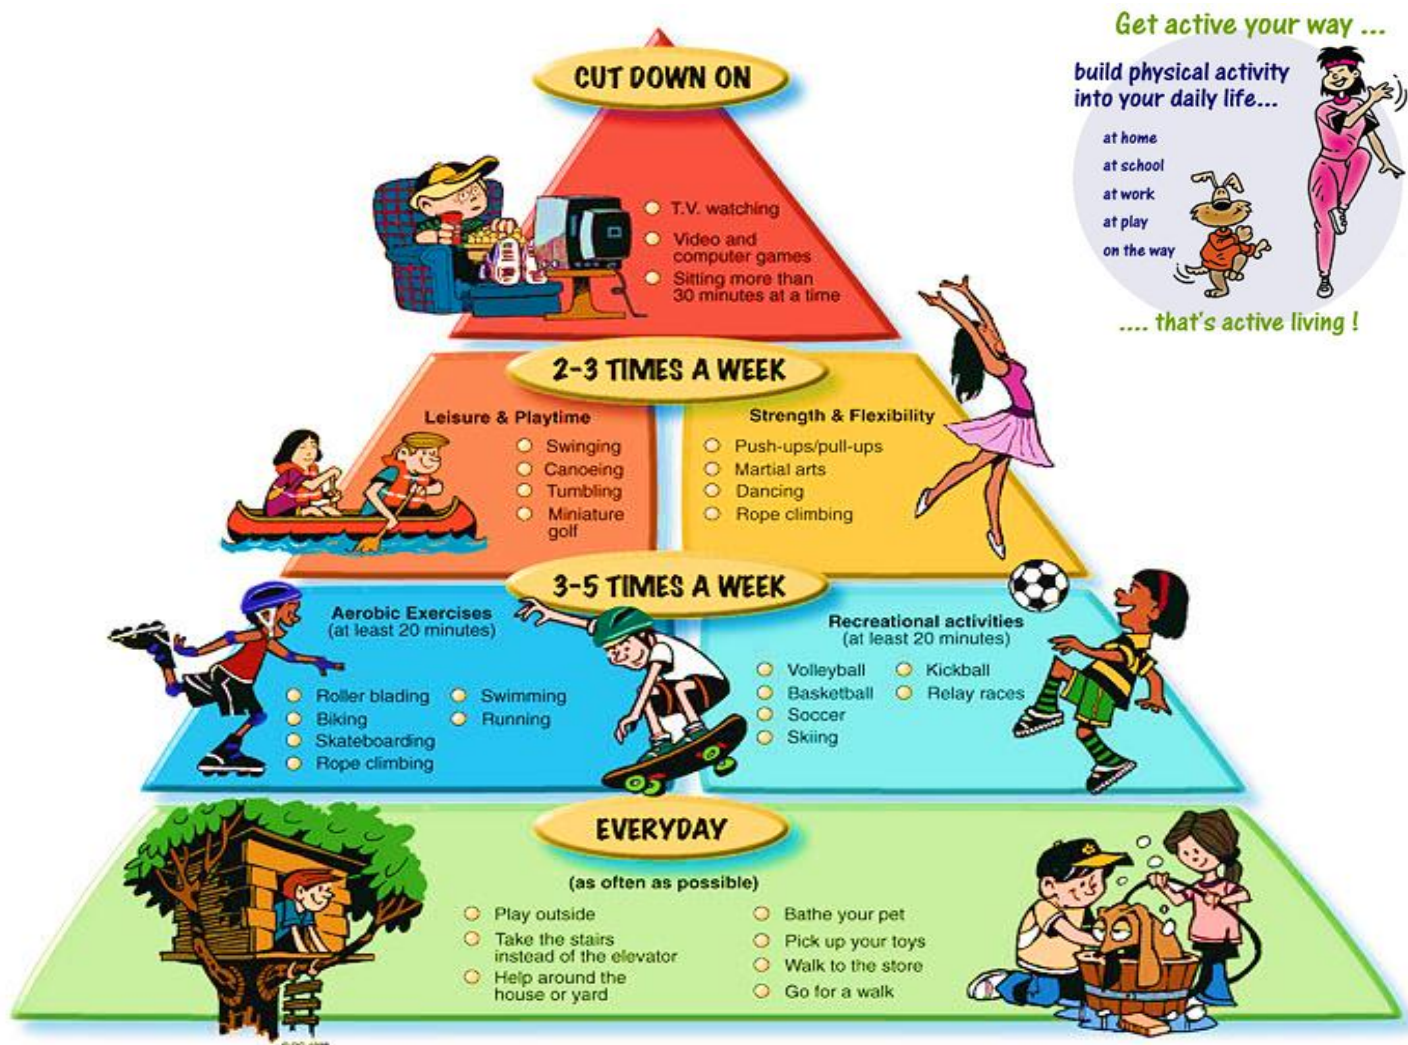 Get active your way ...
build physical activity
into your daily life...
at home
at school
at work
at play
on the way
.... that's active living !
CUT DOWN ON
T.V. watching
Video and
computer games
Sitting more than
30 minutes at a time
2-3 TIMES A WEEK
Leisure & Playtime
Swinging
Canoeing
Tumbling
Miniature
golf
Strength & Flexibility
Push-ups/pull-ups
Martial arts
Dancing
Rope climbing
3-5 TIMES A WEEK
Aerobic Exercises
(at least 20 minutes)
Roller blading
Biking
Skateboarding
Rope climbing
Swimming
Running
Recreational activities
(at least 20 minutes)
Volleyball
Basketball
Soccer
Skiing
Kickball
Relay races
EVERYDAY
(as often as possible)
Play outside
Take the stairs
instead of the elevator
Help around the
house or yard
Bathe your pet
Pick up your toys
Walk to the store
Go for a walk